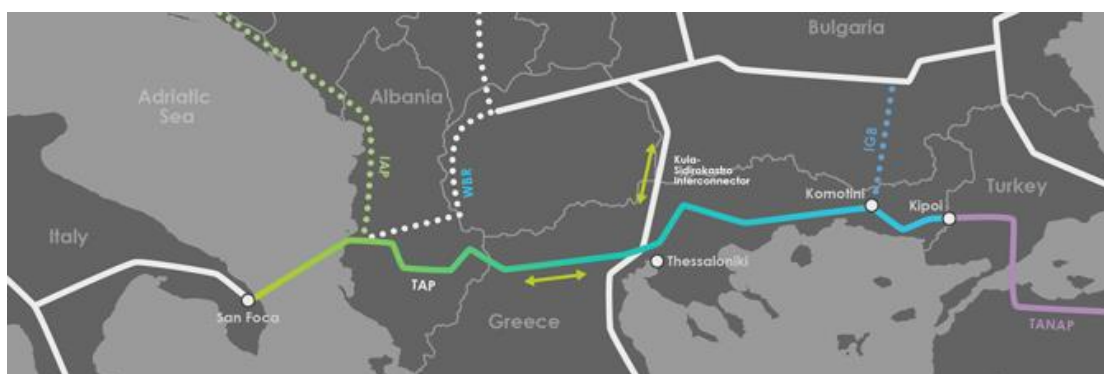 Bulgaria
Adriatic
Sea
Albania
IAP
WBR
Kula-
Sidirokastro
Interconnector
IGB
Komotini
Kipoi
Turkey
Italy
San Foca
TAP
Thessaloniki
Greece
TANAP